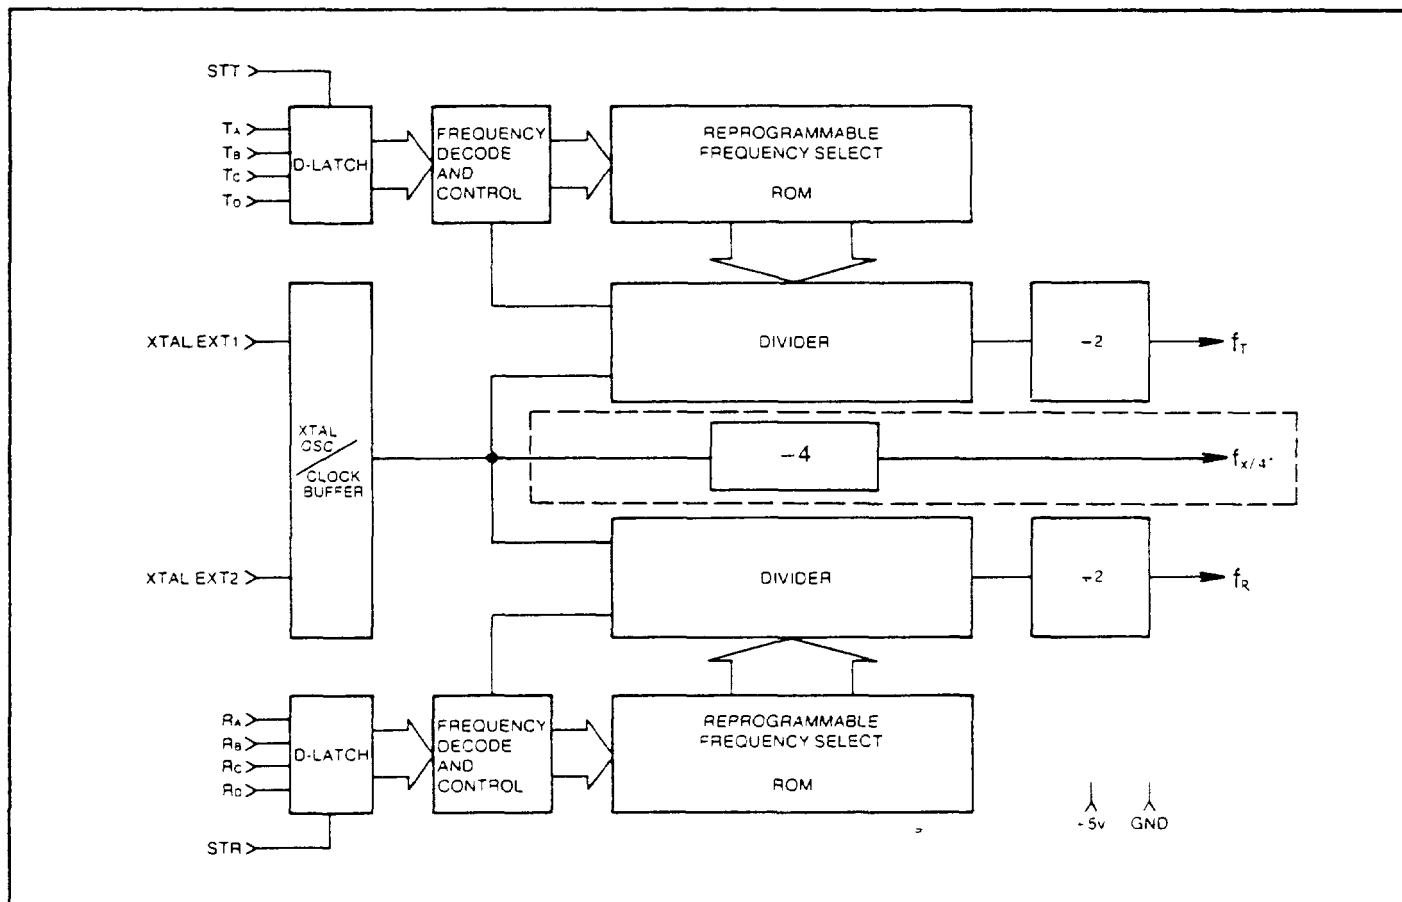 STT
TA
TB
TC
TD
D-LATCH
FREQUENCY
DECODE
AND
CONTROL
REPROGRAMMABLE
FREQUENCY SELECT
ROM
XTAL EXT1
DIVIDER
-2
fT
XTAL
OSC
CLOCK
BUFFER
-4
fX/4*
XTAL EXT2
DIVIDER
÷2
fR
RA
RB
RC
RD
D-LATCH
FREQUENCY
DECODE
AND
CONTROL
REPROGRAMMABLE
FREQUENCY SELECT
ROM
STR
+5v
GND